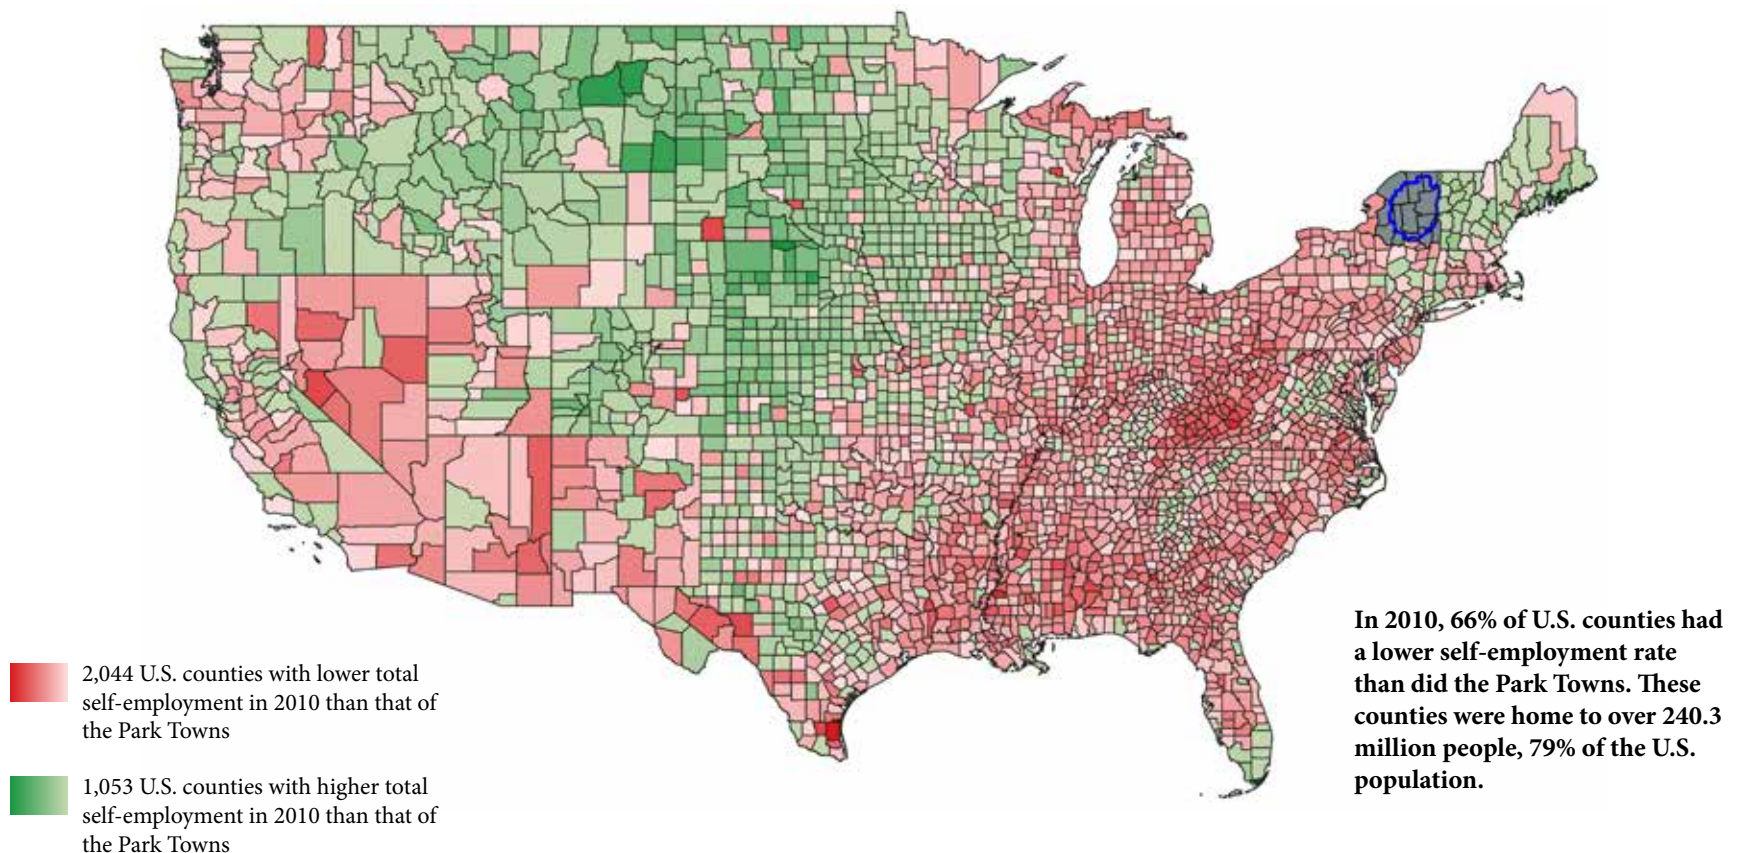 In 2010, 66% of U.S. counties had
a lower self-employment rate
than did the Park Towns. These
counties were home to over 240.3
million people, 79% of the U.S.
population.
2,044 U.S. counties with lower total
self-employment in 2010 than that of
the Park Towns
1,053 U.S. counties with higher total
self-employment in 2010 than that of
the Park Towns